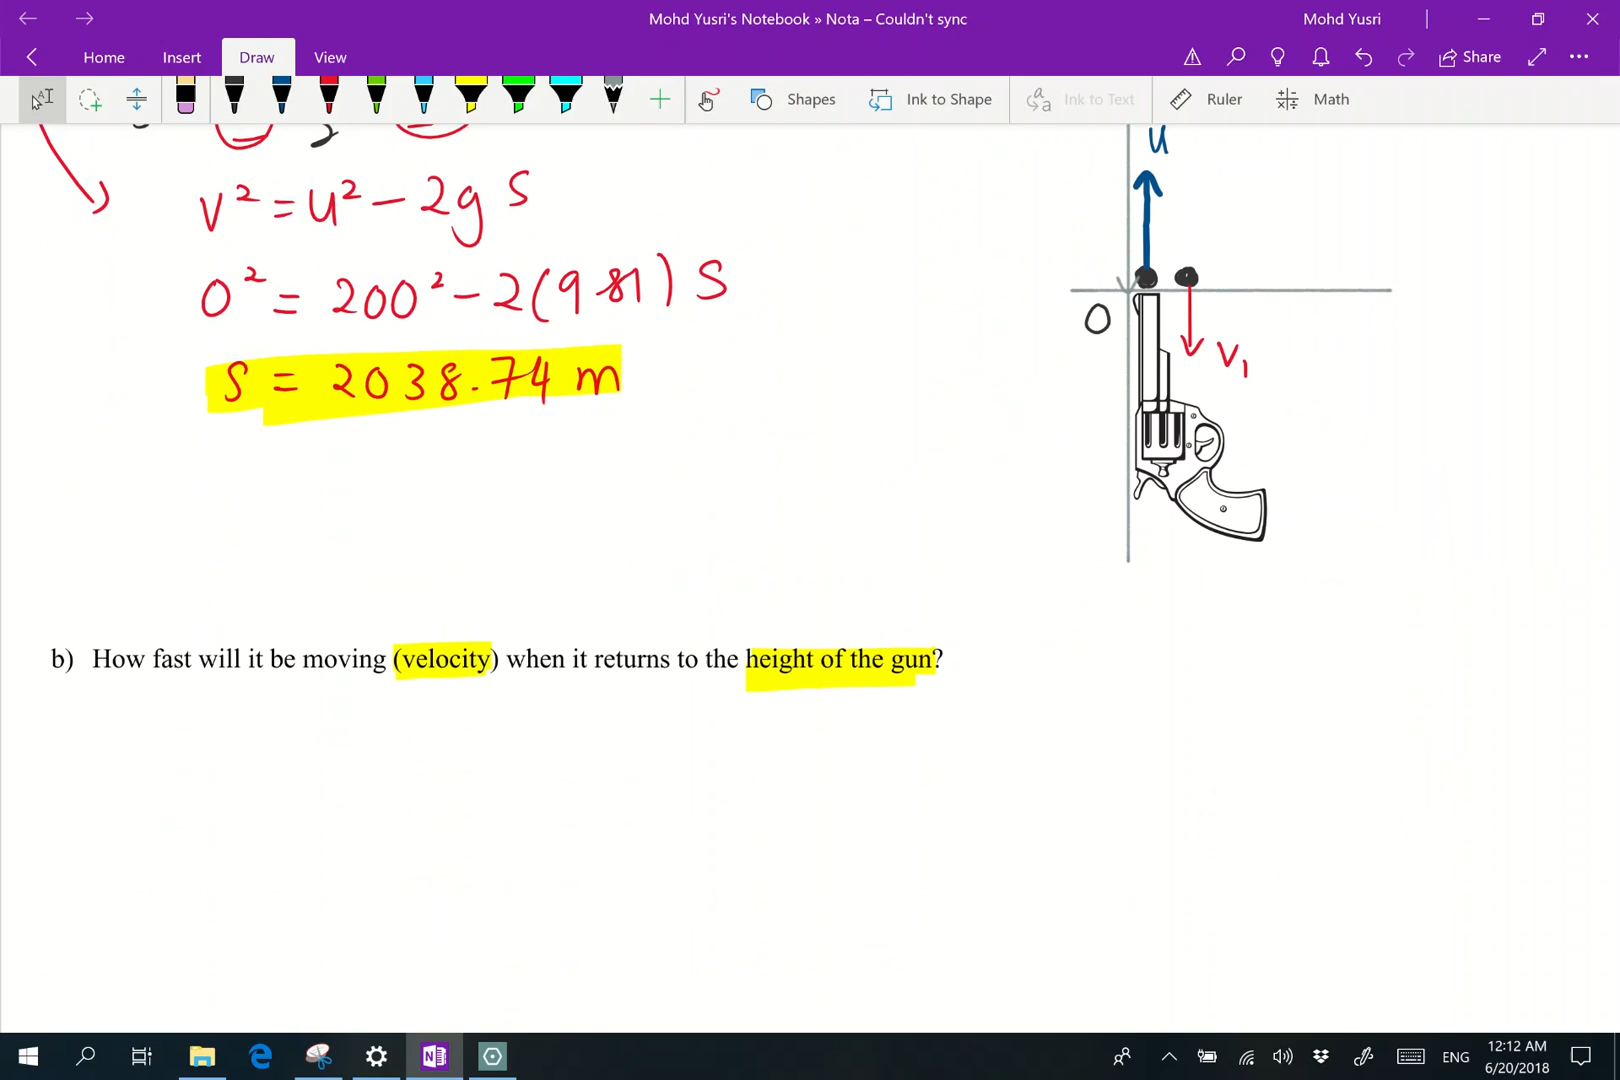 Mohd Yusri's Notebook » Nota – Couldn't sync
Mohd Yusri
Home Insert Draw View
Share
Shapes Ink to Shape Ink to Text Ruler Math
2
u
v² = u² − 2g s
0² = 200² − 2(9.81) s
O
s = 2038.74 m
v₁
b) How fast will it be moving (velocity) when it returns to the height of the gun?
ENG
12:12 AM
6/20/2018